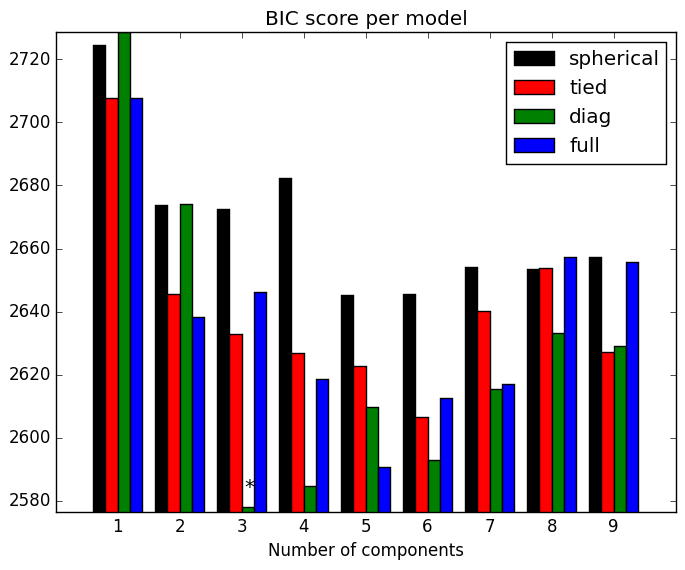 BIC score per model
2720
2700
2680
2660
2640
2620
2600
2580
spherical
tied
diag
full
*
1 2 3 4 5 6 7 8 9
Number of components